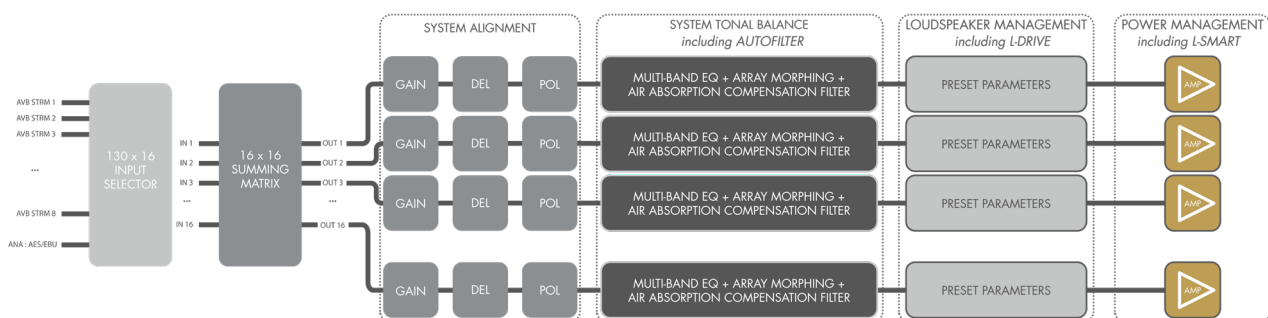 SYSTEM ALIGNMENT
SYSTEM TONAL BALANCE
including AUTOFILTER
LOUDSPEAKER MANAGEMENT
including L-DRIVE
POWER MANAGEMENT
including L-SMART
AVB STRM 1
AVB STRM 2
AVB STRM 3
...
AVB STRM 8
ANA : AES/EBU
130 x 16
INPUT
SELECTOR
IN 1
IN 2
IN 3
...
IN 16
16 x 16
SUMMING
MATRIX
OUT 1
OUT 2
OUT 3
...
OUT 16
GAIN
DEL
POL
MULTI-BAND EQ + ARRAY MORPHING +
AIR ABSORPTION COMPENSATION FILTER
PRESET PARAMETERS
AMP
GAIN
DEL
POL
MULTI-BAND EQ + ARRAY MORPHING +
AIR ABSORPTION COMPENSATION FILTER
PRESET PARAMETERS
AMP
GAIN
DEL
POL
MULTI-BAND EQ + ARRAY MORPHING +
AIR ABSORPTION COMPENSATION FILTER
PRESET PARAMETERS
AMP
GAIN
DEL
POL
MULTI-BAND EQ + ARRAY MORPHING +
AIR ABSORPTION COMPENSATION FILTER
PRESET PARAMETERS
AMP